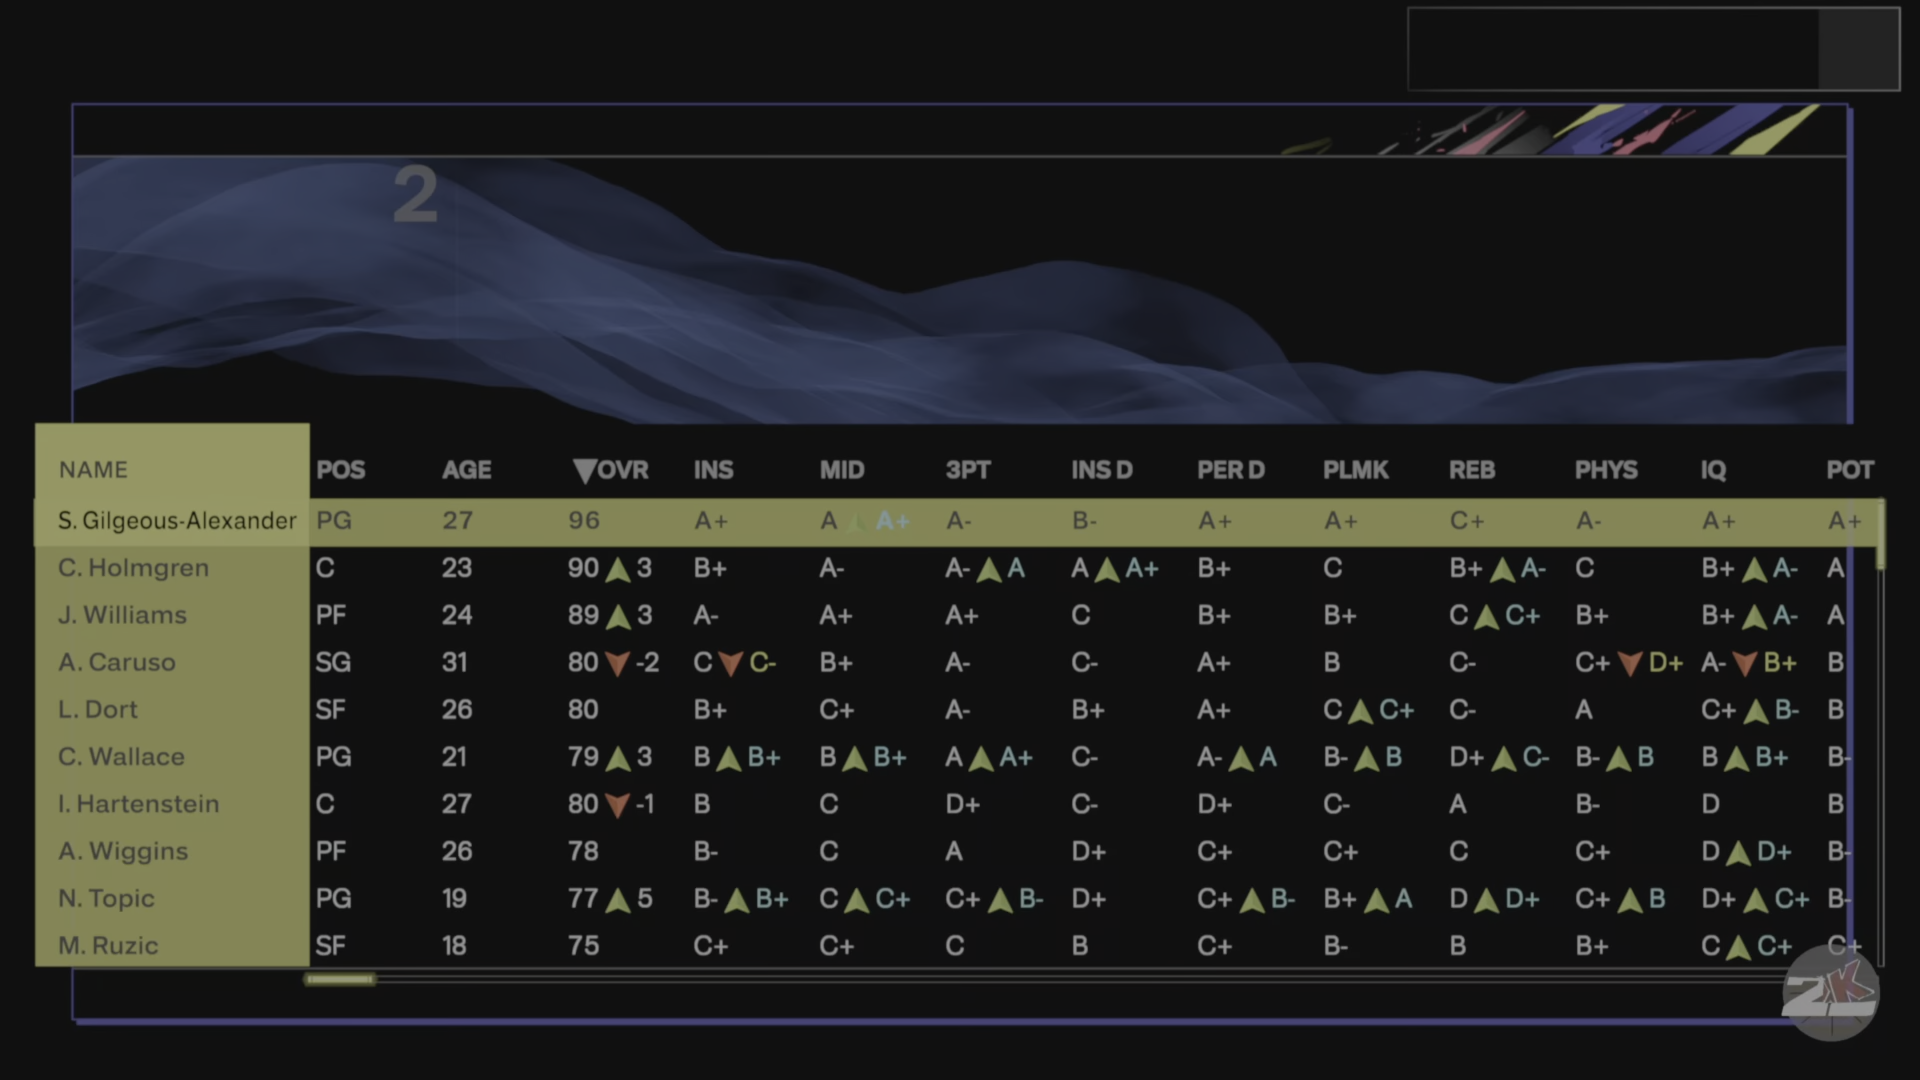 2
NAME POS AGE ▼OVR INS MID 3PT INS D PER D PLMK REB PHYS IQ POT
S. Gilgeous-Alexander PG 27 96 A+ A ▲ A+ A- B- A+ A+ C+ A- A+ A+
C. Holmgren C 23 90 ▲ 3 B+ A- A- ▲ A A ▲ A+ B+ C B+ ▲ A- C B+ ▲ A- A
J. Williams PF 24 89 ▲ 3 A- A+ A+ C B+ B+ C ▲ C+ B+ B+ ▲ A- A
A. Caruso SG 31 80 ▼ -2 C ▼ C- B+ A- C- A+ B C- C+ ▼ D+ A- ▼ B+ B
L. Dort SF 26 80 B+ C+ A- B+ A+ C ▲ C+ C- A C+ ▲ B- B
C. Wallace PG 21 79 ▲ 3 B ▲ B+ B ▲ B+ A ▲ A+ C- A- ▲ A B- ▲ B D+ ▲ C- B- ▲ B B ▲ B+ B-
I. Hartenstein C 27 80 ▼ -1 B C D+ C- D+ C- A B- D B
A. Wiggins PF 26 78 B- C A D+ C+ C+ C C+ D ▲ D+ B-
N. Topic PG 19 77 ▲ 5 B- ▲ B+ C ▲ C+ C+ ▲ B- D+ C+ ▲ B- B+ ▲ A D ▲ D+ C+ ▲ B D+ ▲ C+ B-
M. Ruzic SF 18 75 C+ C+ C B C+ B- B B+ C ▲ C+ C+
2K